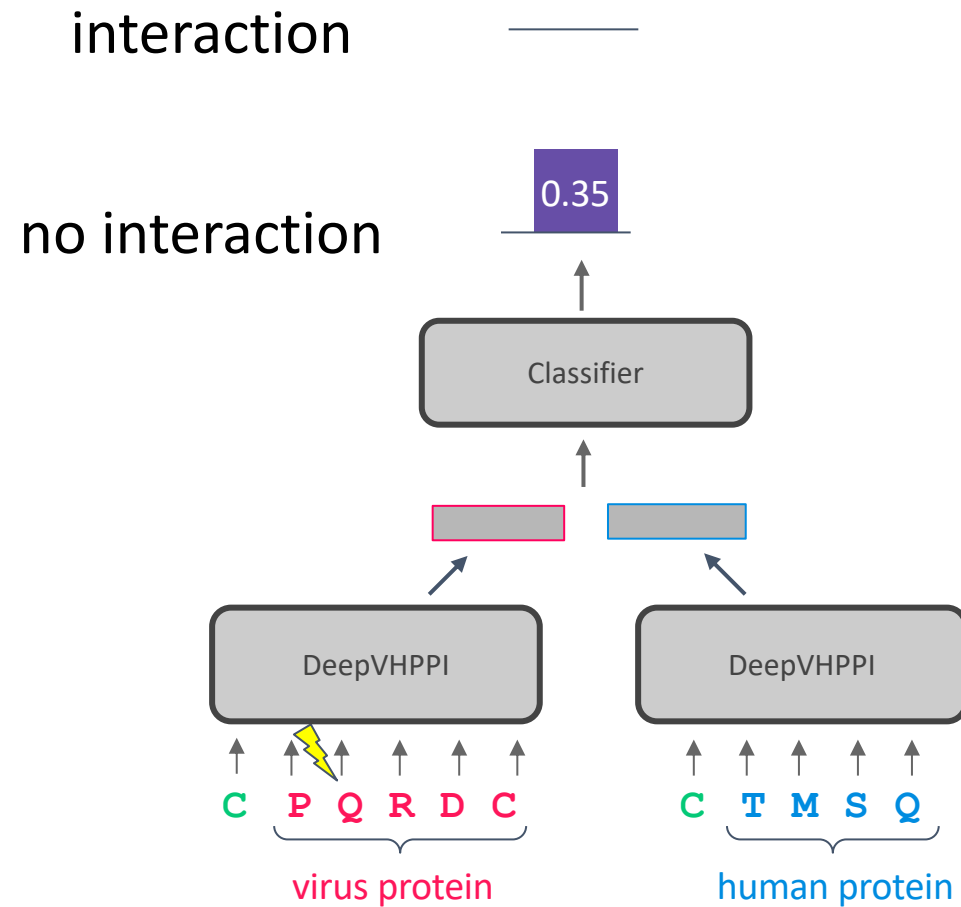 interaction
0.35
no interaction
Classifier
DeepVHPPI DeepVHPPI
C P Q R D C C T M S Q
virus protein human protein